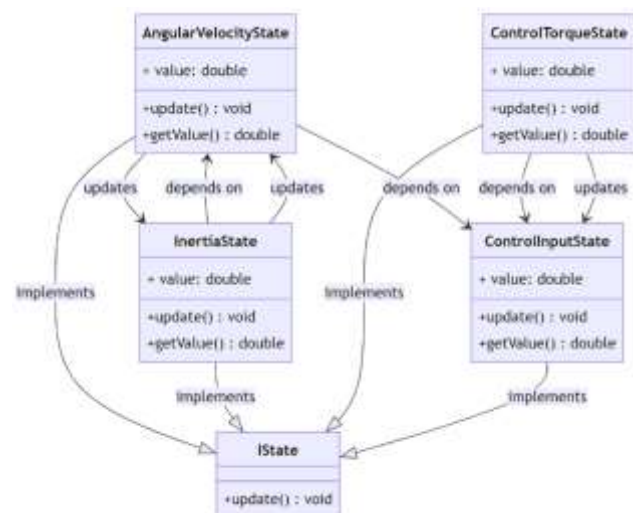 AngularVelocityState
+ value: double
+update() : void
+getValue() : double
ControlTorqueState
+ value: double
+update() : void
+getValue() : double
updates
depends on
updates
depends on
depends on
updates
InertiaState
+ value: double
+update() : void
+getValue() : double
ControlInputState
+ value: double
+update() : void
+getValue() : double
Implements
Implements
Implements
Implements
IState
+update() : void